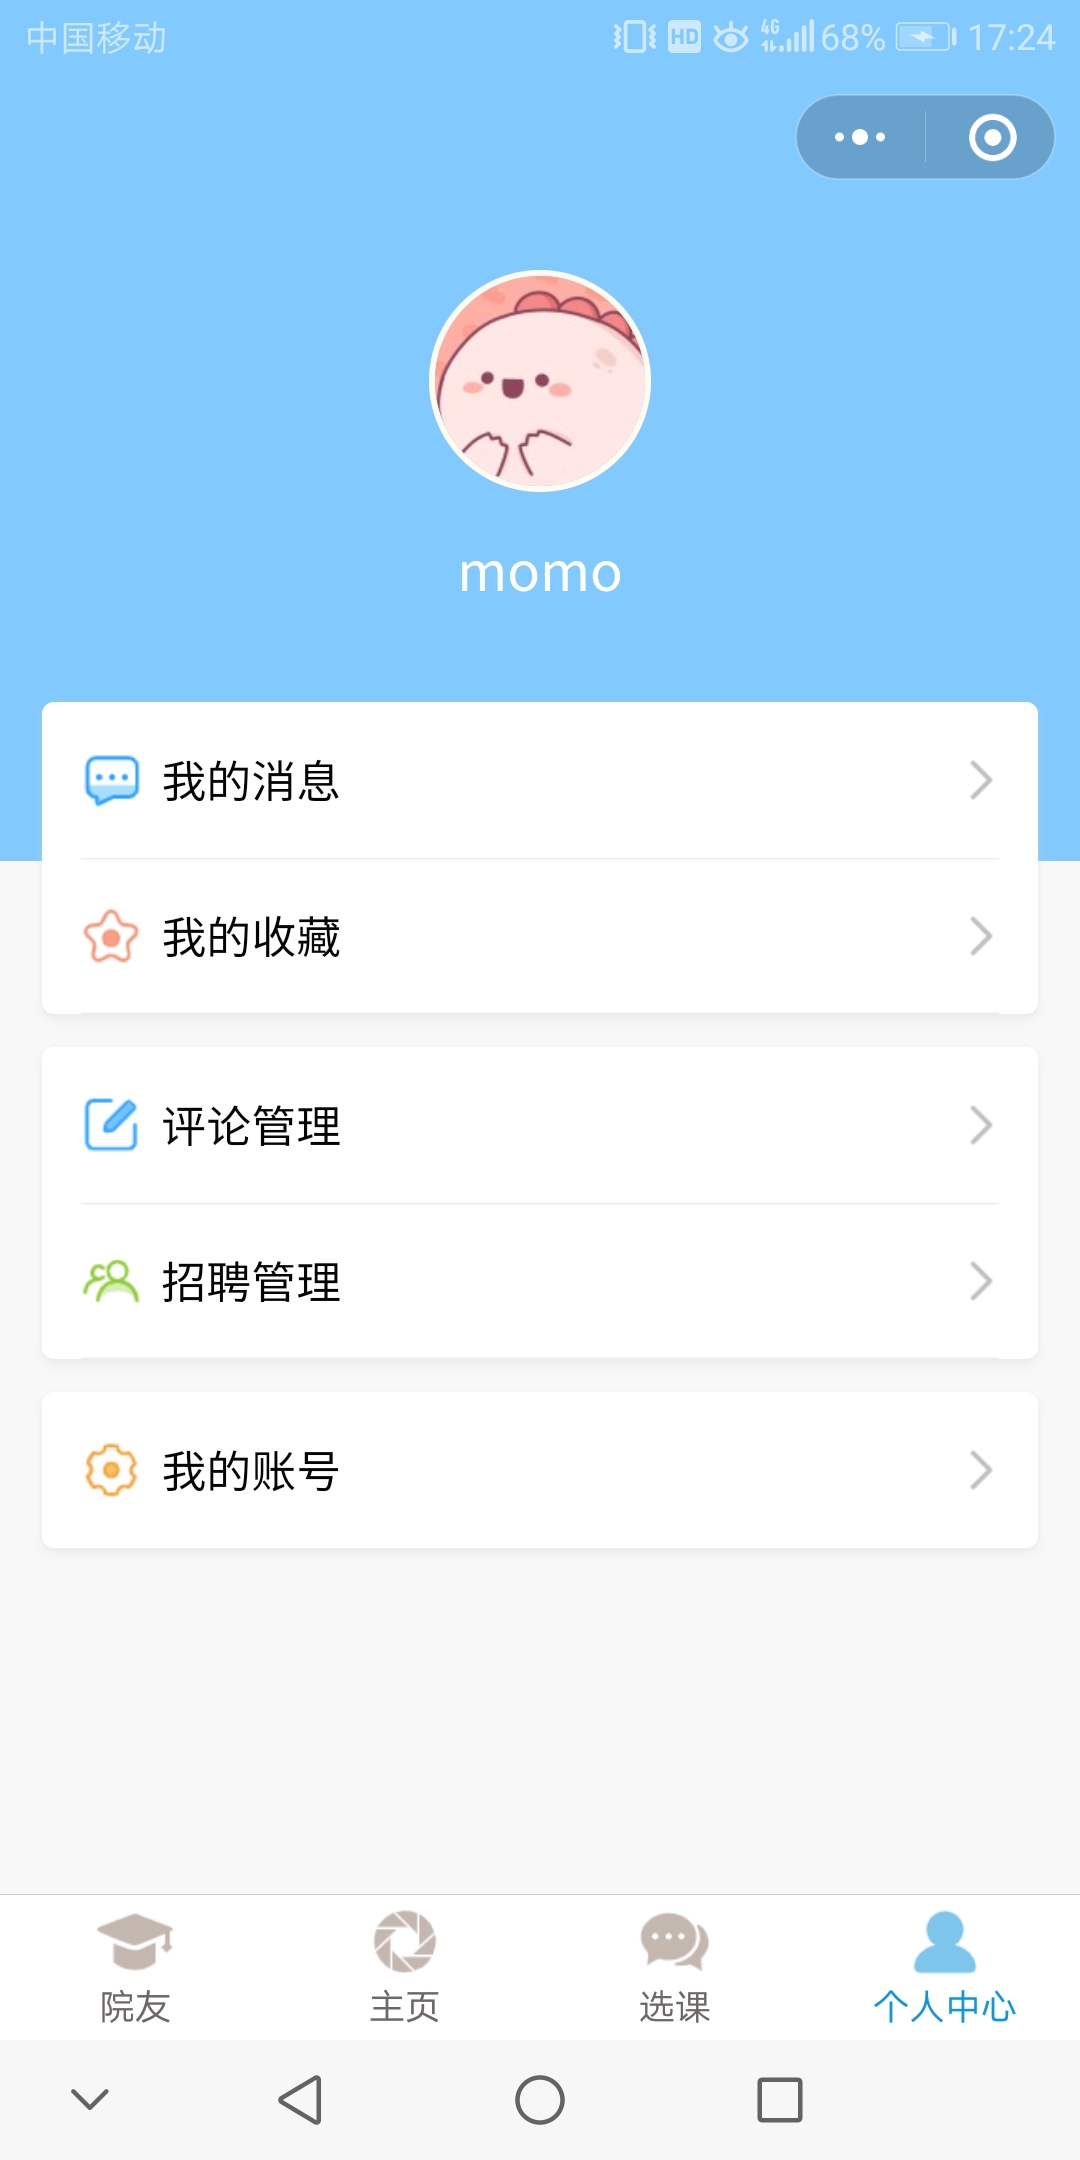 中国移动 HD 4G 68% 17:24
momo
我的消息
我的收藏
评论管理
招聘管理
我的账号
院友 主页 选课 个人中心